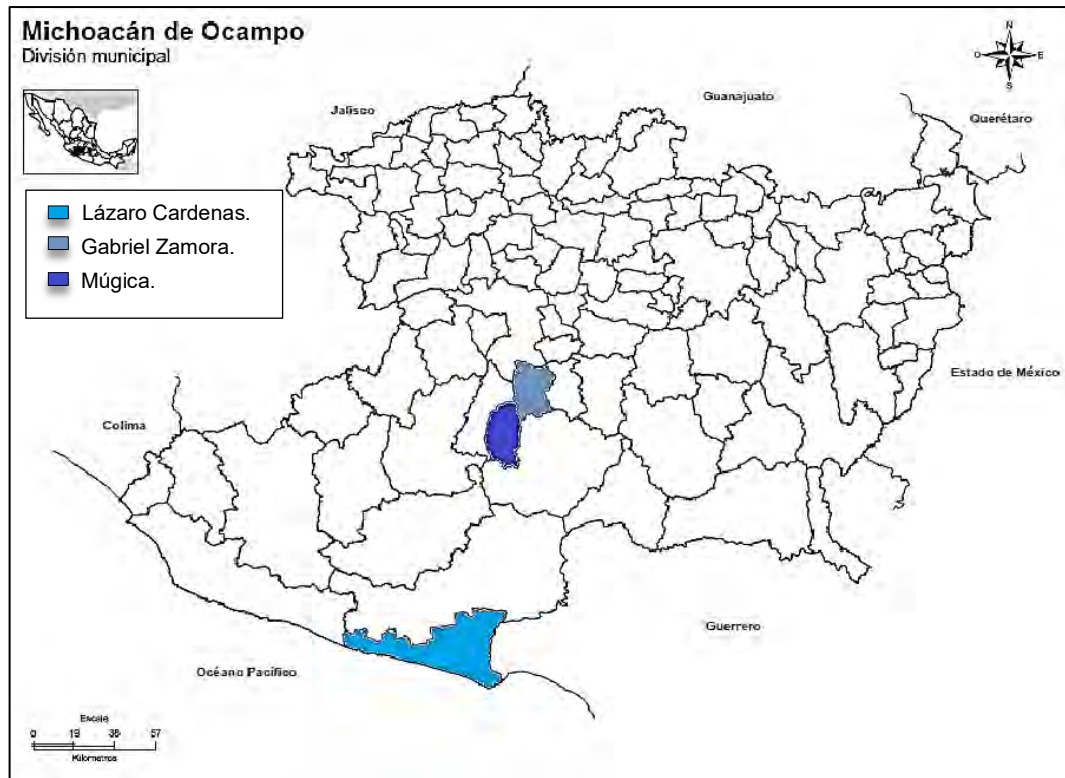 Michoacán de Ocampo
División municipal
N
O
E
S
Jalisco
Guanajuato
Querétaro
Lázaro Cardenas.
Gabriel Zamora.
Múgica.
Estado de México
Colima
Guerrero
Océano Pacífico
Escala
0 19 38 57
Kilometros